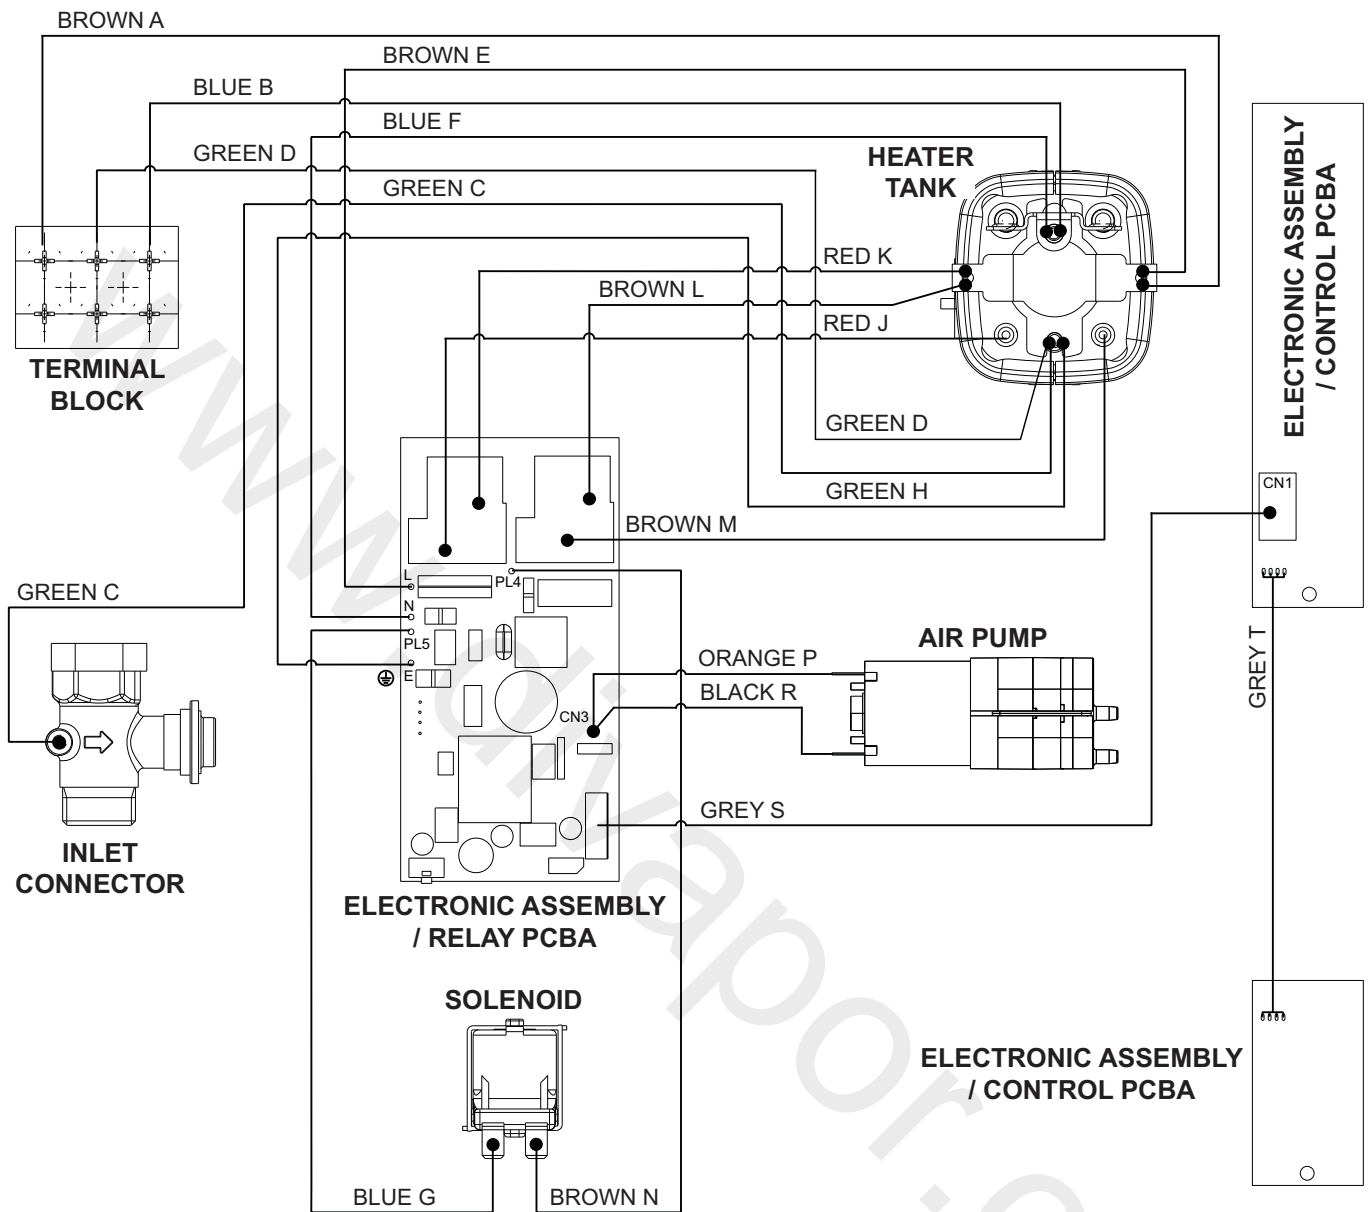 BROWN A
BROWN E
BLUE B
BLUE F
GREEN D
GREEN C
HEATER
TANK
ELECTRONIC ASSEMBLY
/ CONTROL PCBA
RED K
BROWN L
RED J
TERMINAL
BLOCK
GREEN D
GREEN H
CN1
BROWN M
L
PL4
GREEN C
N
PL5
E
AIR PUMP
ORANGE P
BLACK R
GREY T
CN3
GREY S
INLET
CONNECTOR
ELECTRONIC ASSEMBLY
/ RELAY PCBA
SOLENOID
ELECTRONIC ASSEMBLY
/ CONTROL PCBA
BLUE G
BROWN N